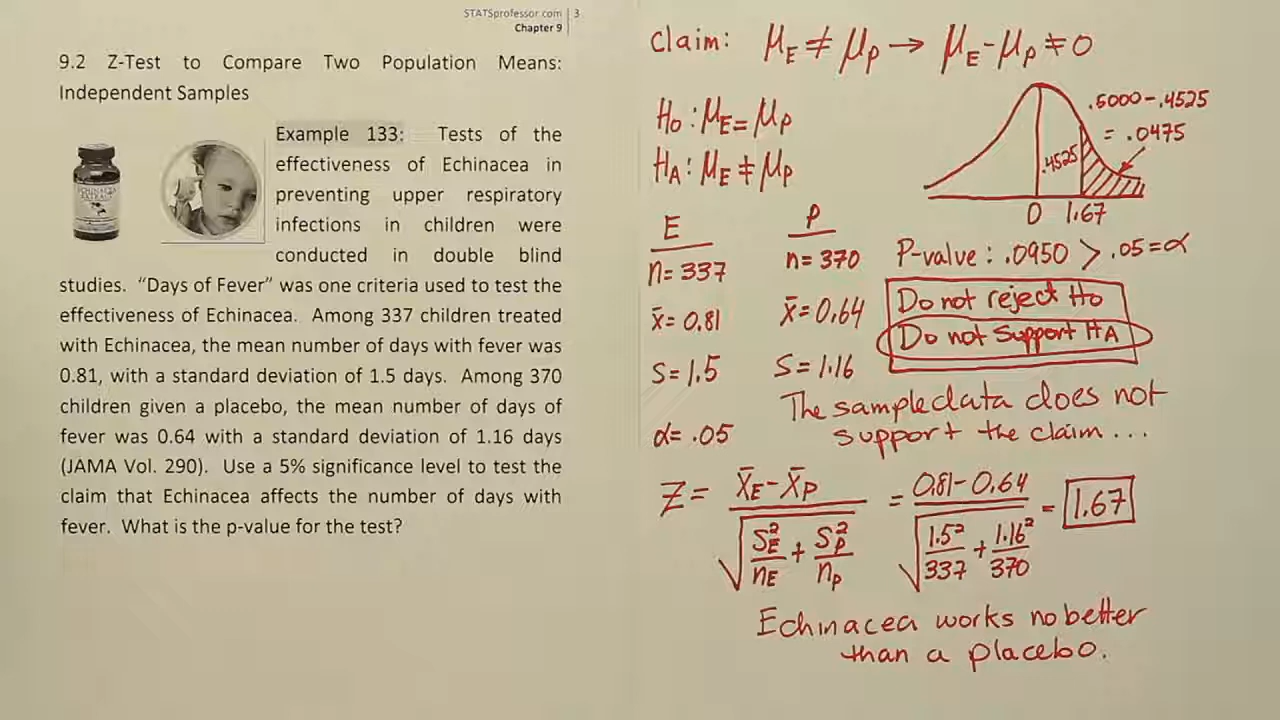 STATSprofessor.com | 3
Chapter 9
9.2 Z-Test to Compare Two Population Means:
Independent Samples
Example 133: Tests of the
effectiveness of Echinacea in
preventing upper respiratory
infections in children were
conducted in double blind
studies. "Days of Fever" was one criteria used to test the
effectiveness of Echinacea. Among 337 children treated
with Echinacea, the mean number of days with fever was
0.81, with a standard deviation of 1.5 days. Among 370
children given a placebo, the mean number of days of
fever was 0.64 with a standard deviation of 1.16 days
(JAMA Vol. 290). Use a 5% significance level to test the
claim that Echinacea affects the number of days with
fever. What is the p-value for the test?
ECHINACEA
Claim: μE ≠ μP → μE - μP ≠ 0
H0: μE = μP
HA: μE ≠ μP
.5000 - .4525
= .0475
.4525
0 1.67
E
n = 337
x̄ = 0.81
S = 1.5
P
n = 370
x̄ = 0.64
S = 1.16
α = .05
P-value: .0950 > .05 = α
Do not reject H0
Do not Support HA
The sample data does not
support the claim...
Z = x̄E - x̄P / √(S²E/nE + S²P/nP) = 0.81 - 0.64 / √(1.5²/337 + 1.16²/370) = 1.67
Echinacea works no better
than a placebo.